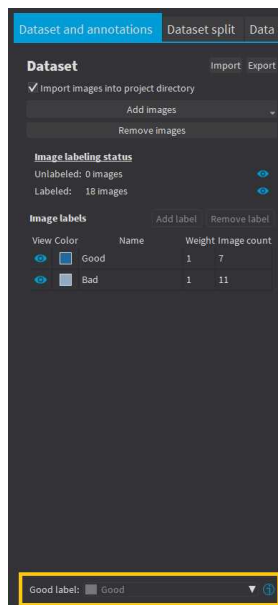 Dataset and annotations Dataset split Data
Dataset Import Export
Import images into project directory
Add images
Remove images
Image labeling status
Unlabeled: 0 images
Labeled: 18 images
Image labels Add label Remove label
View Color Name Weight Image count
Good 1 7
Bad 1 11
Good label: Good